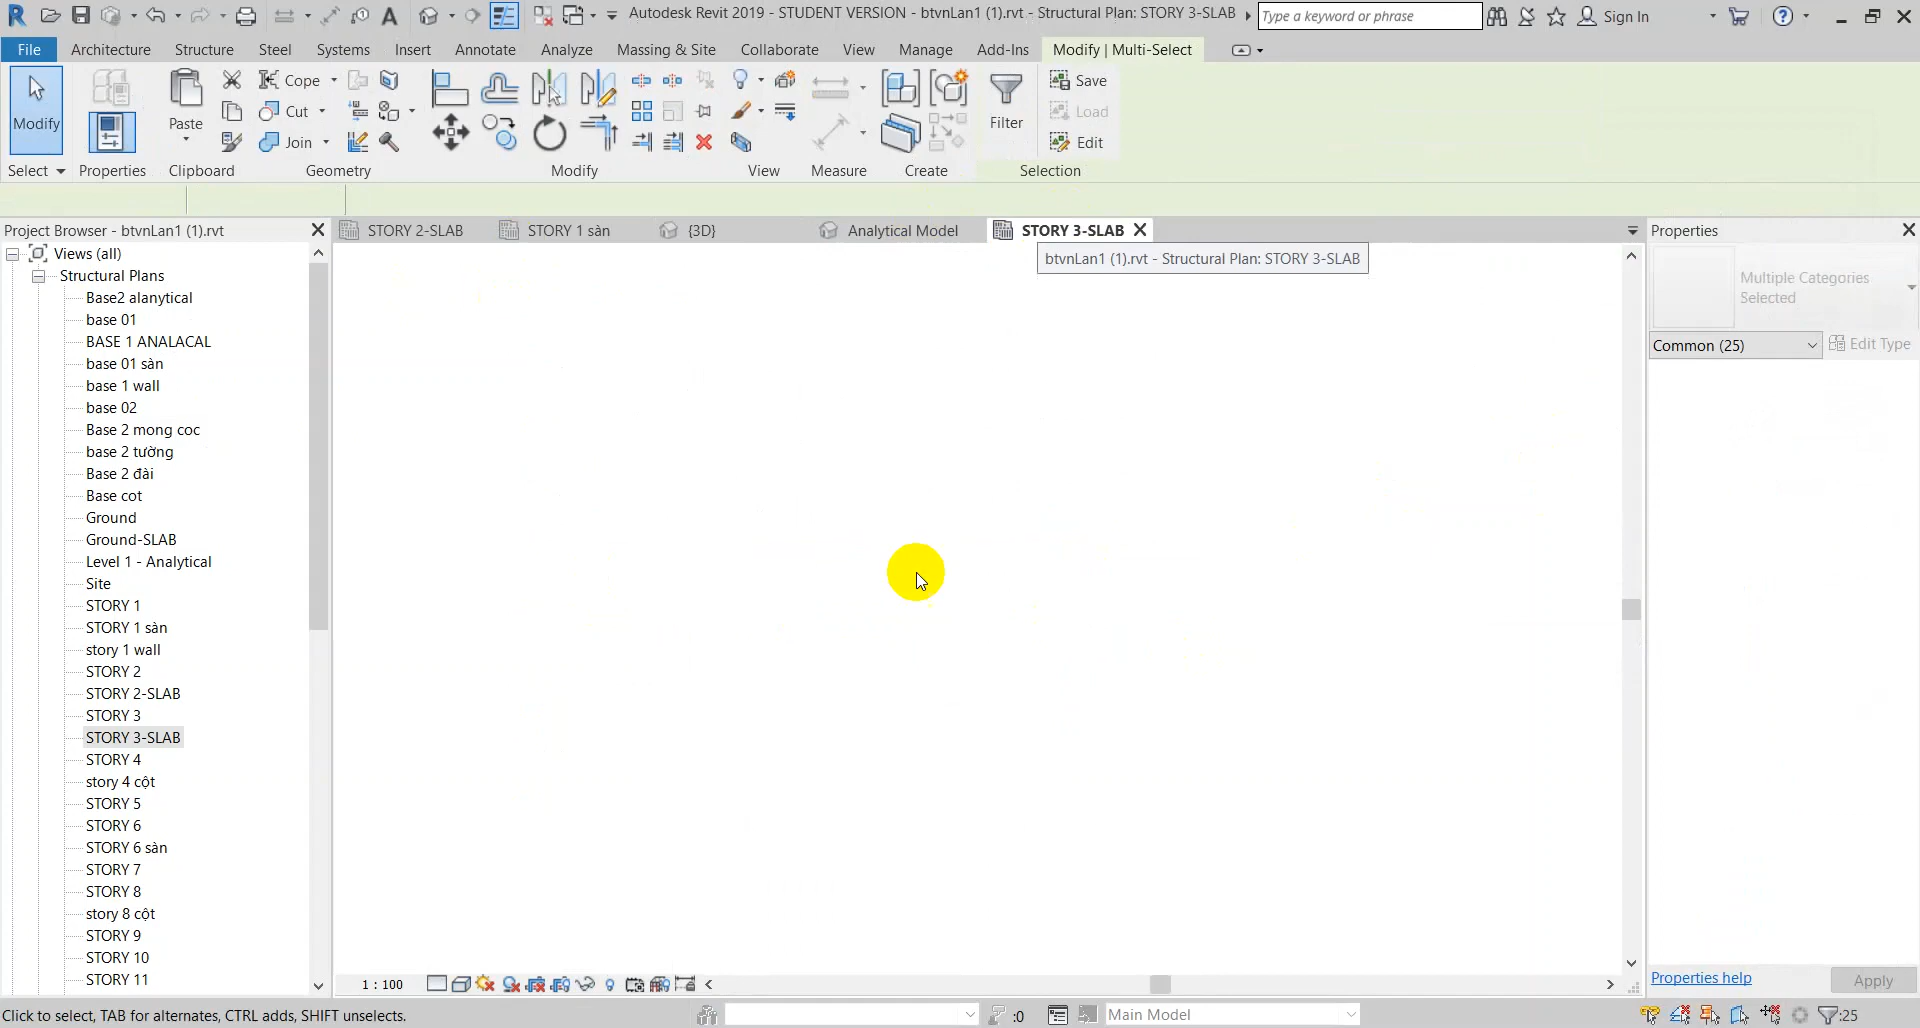 Autodesk Revit 2019 - STUDENT VERSION - btvnLan1 (1).rvt - Structural Plan: STORY 3-SLAB
Type a keyword or phrase
Sign In
File Architecture Structure Steel Systems Insert Annotate Analyze Massing & Site Collaborate View Manage Add-Ins Modify | Multi-Select
Modify
Paste
Cope
Cut
Join
Filter
Save
Load
Edit
Select Properties Clipboard Geometry Modify View Measure Create Selection
Project Browser - btvnLan1 (1).rvt
STORY 2-SLAB STORY 1 sàn {3D} Analytical Model STORY 3-SLAB
btvnLan1 (1).rvt - Structural Plan: STORY 3-SLAB
Properties
Multiple Categories
Selected
Common (25)
Edit Type
Views (all)
Structural Plans
Base2 alanytical
base 01
BASE 1 ANALACAL
base 01 sàn
base 1 wall
base 02
Base 2 mong coc
base 2 tường
Base 2 đài
Base cot
Ground
Ground-SLAB
Level 1 - Analytical
Site
STORY 1
STORY 1 sàn
story 1 wall
STORY 2
STORY 2-SLAB
STORY 3
STORY 3-SLAB
STORY 4
story 4 cột
STORY 5
STORY 6
STORY 6 sàn
STORY 7
STORY 8
story 8 cột
STORY 9
STORY 10
STORY 11
1 : 100
Properties help
Apply
Click to select, TAB for alternates, CTRL adds, SHIFT unselects.
:0
Main Model
:25